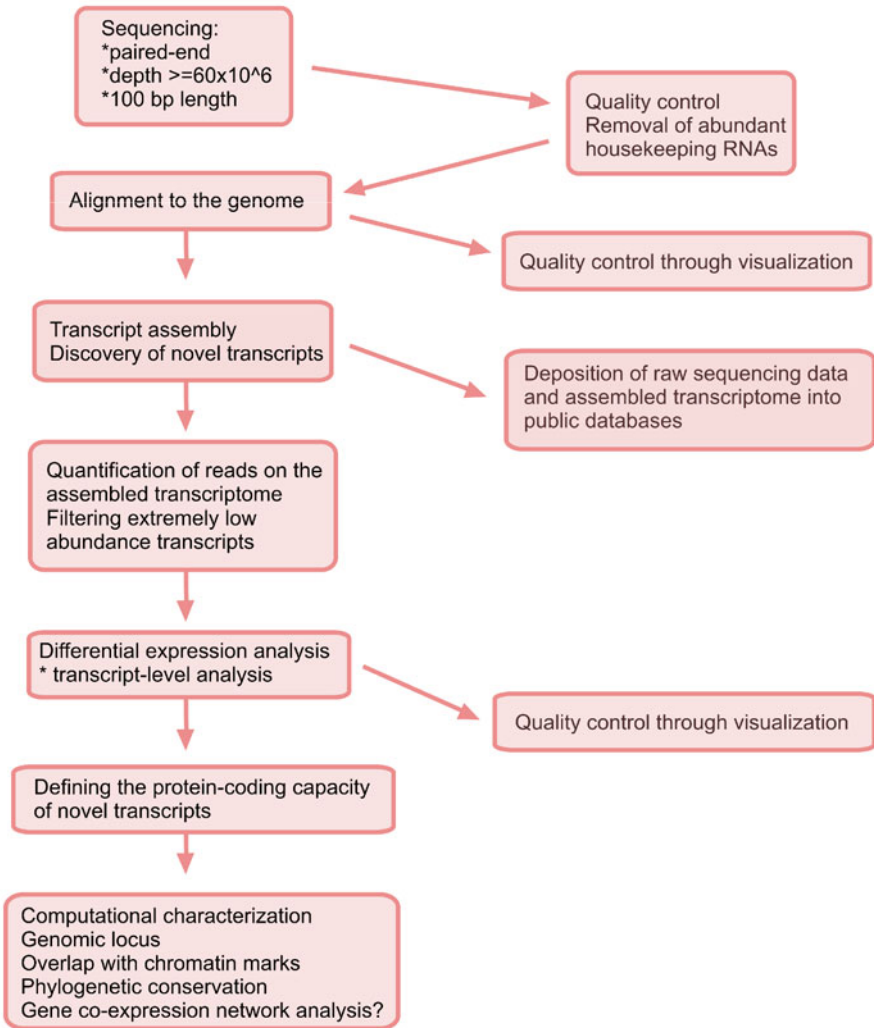 Sequencing:
*paired-end
*depth >=60x10^6
*100 bp length
Quality control
Removal of abundant
housekeeping RNAs
Alignment to the genome
Quality control through visualization
Transcript assembly
Discovery of novel transcripts
Deposition of raw sequencing data
and assembled transcriptome into
public databases
Quantification of reads on the
assembled transcriptome
Filtering extremely low
abundance transcripts
Differential expression analysis
* transcript-level analysis
Quality control through visualization
Defining the protein-coding capacity
of novel transcripts
Computational characterization
Genomic locus
Overlap with chromatin marks
Phylogenetic conservation
Gene co-expression network analysis?